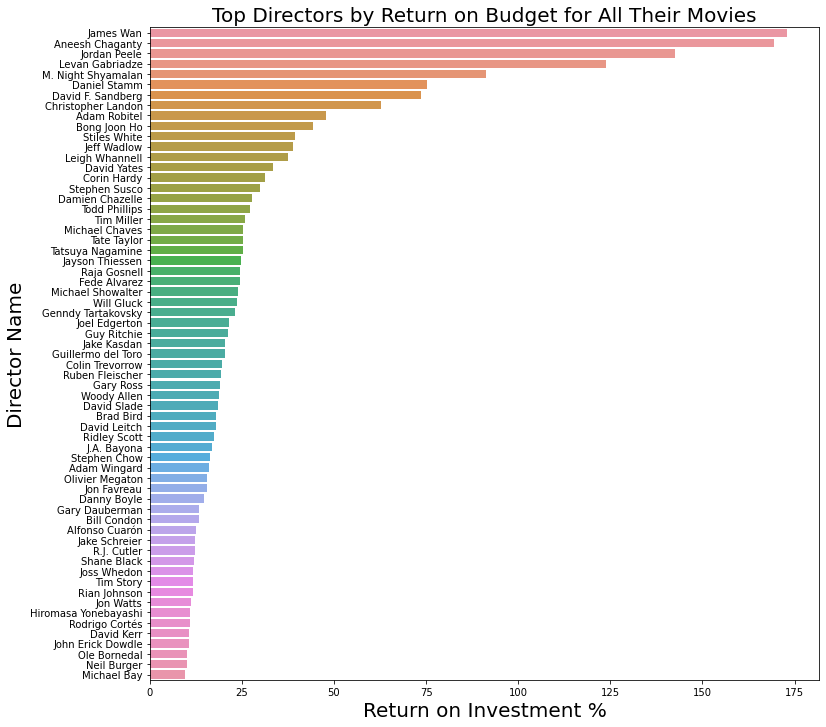 Top Directors by Return on Budget for All Their Movies
Director Name
James Wan
Aneesh Chaganty
Jordan Peele
Levan Gabriadze
M. Night Shyamalan
Daniel Stamm
David F. Sandberg
Christopher Landon
Adam Robitel
Bong Joon Ho
Stiles White
Jeff Wadlow
Leigh Whannell
David Yates
Corin Hardy
Stephen Susco
Damien Chazelle
Todd Phillips
Tim Miller
Michael Chaves
Tate Taylor
Tatsuya Nagamine
Jayson Thiessen
Raja Gosnell
Fede Alvarez
Michael Showalter
Will Gluck
Genndy Tartakovsky
Joel Edgerton
Guy Ritchie
Jake Kasdan
Guillermo del Toro
Colin Trevorrow
Ruben Fleischer
Gary Ross
Woody Allen
David Slade
Brad Bird
David Leitch
Ridley Scott
J.A. Bayona
Stephen Chow
Adam Wingard
Olivier Megaton
Jon Favreau
Danny Boyle
Gary Dauberman
Bill Condon
Alfonso Cuarón
Jake Schreier
R.J. Cutler
Shane Black
Joss Whedon
Tim Story
Rian Johnson
Jon Watts
Hiromasa Yonebayashi
Rodrigo Cortés
David Kerr
John Erick Dowdle
Ole Bornedal
Neil Burger
Michael Bay
0 25 50 75 100 125 150 175
Return on Investment %